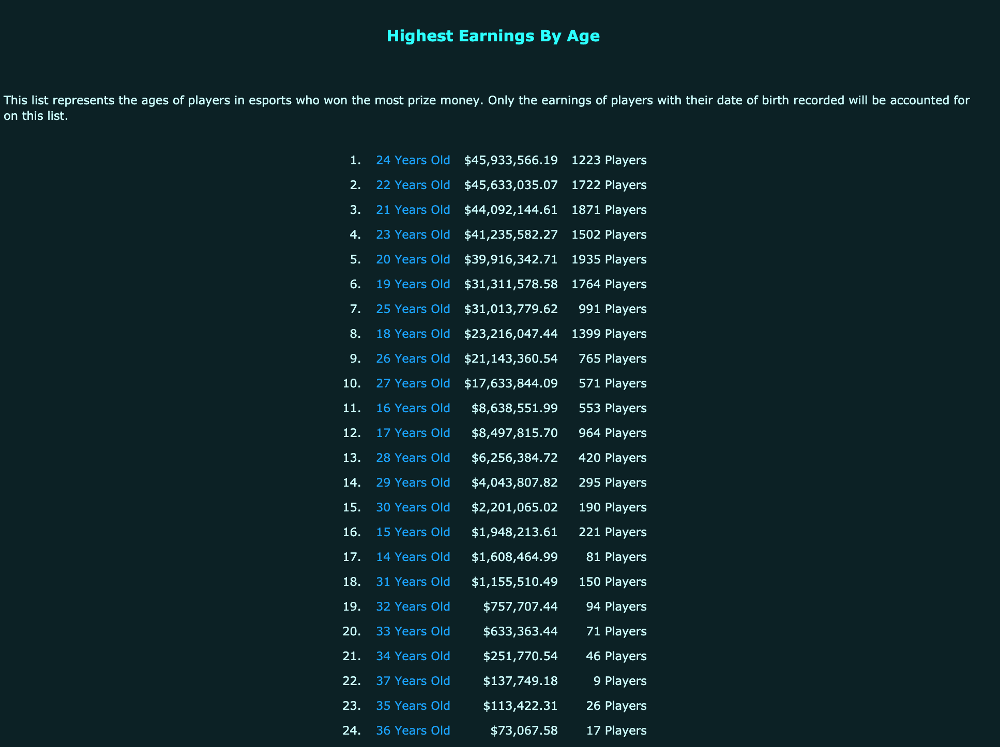 Highest Earnings By Age
This list represents the ages of players in esports who won the most prize money. Only the earnings of players with their date of birth recorded will be accounted for
on this list.
1. 24 Years Old $45,933,566.19 1223 Players
2. 22 Years Old $45,633,035.07 1722 Players
3. 21 Years Old $44,092,144.61 1871 Players
4. 23 Years Old $41,235,582.27 1502 Players
5. 20 Years Old $39,916,342.71 1935 Players
6. 19 Years Old $31,311,578.58 1764 Players
7. 25 Years Old $31,013,779.62 991 Players
8. 18 Years Old $23,216,047.44 1399 Players
9. 26 Years Old $21,143,360.54 765 Players
10. 27 Years Old $17,633,844.09 571 Players
11. 16 Years Old $8,638,551.99 553 Players
12. 17 Years Old $8,497,815.70 964 Players
13. 28 Years Old $6,256,384.72 420 Players
14. 29 Years Old $4,043,807.82 295 Players
15. 30 Years Old $2,201,065.02 190 Players
16. 15 Years Old $1,948,213.61 221 Players
17. 14 Years Old $1,608,464.99 81 Players
18. 31 Years Old $1,155,510.49 150 Players
19. 32 Years Old $757,707.44 94 Players
20. 33 Years Old $633,363.44 71 Players
21. 34 Years Old $251,770.54 46 Players
22. 37 Years Old $137,749.18 9 Players
23. 35 Years Old $113,422.31 26 Players
24. 36 Years Old $73,067.58 17 Players